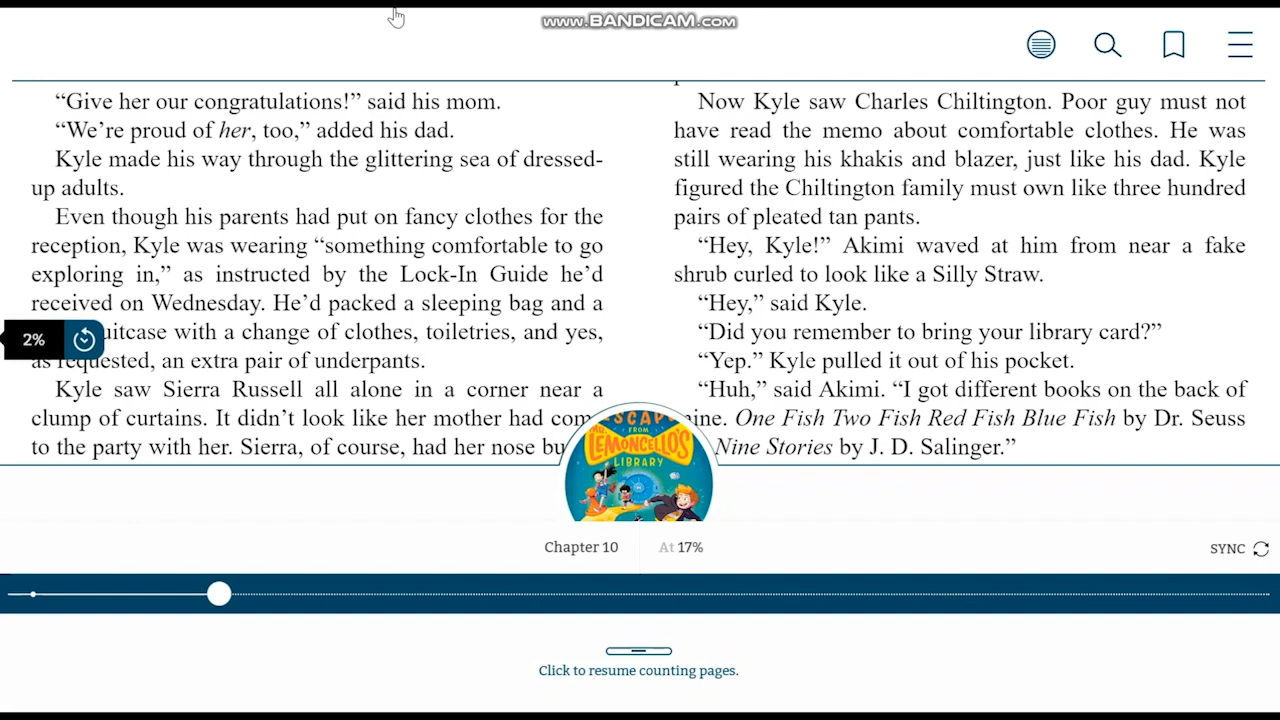 www.BANDICAM.com
“Give her our congratulations!” said his mom.
“We’re proud of her, too,” added his dad.
Kyle made his way through the glittering sea of dressed-
up adults.
Even though his parents had put on fancy clothes for the
reception, Kyle was wearing “something comfortable to go
exploring in,” as instructed by the Lock-In Guide he’d
received on Wednesday. He’d packed a sleeping bag and a
uitcase with a change of clothes, toiletries, and yes,
as requested, an extra pair of underpants.
Kyle saw Sierra Russell all alone in a corner near a
clump of curtains. It didn’t look like her mother had com
to the party with her. Sierra, of course, had her nose bu
Now Kyle saw Charles Chiltington. Poor guy must not
have read the memo about comfortable clothes. He was
still wearing his khakis and blazer, just like his dad. Kyle
figured the Chiltington family must own like three hundred
pairs of pleated tan pants.
“Hey, Kyle!” Akimi waved at him from near a fake
shrub curled to look like a Silly Straw.
“Hey,” said Kyle.
“Did you remember to bring your library card?”
“Yep.” Kyle pulled it out of his pocket.
“Huh,” said Akimi. “I got different books on the back of
mine. One Fish Two Fish Red Fish Blue Fish by Dr. Seuss
Nine Stories by J. D. Salinger.”
2%
ESCAPE
FROM
MR.
LEMONCELLO'S
LIBRARY
Chapter 10
At 17%
SYNC
Click to resume counting pages.